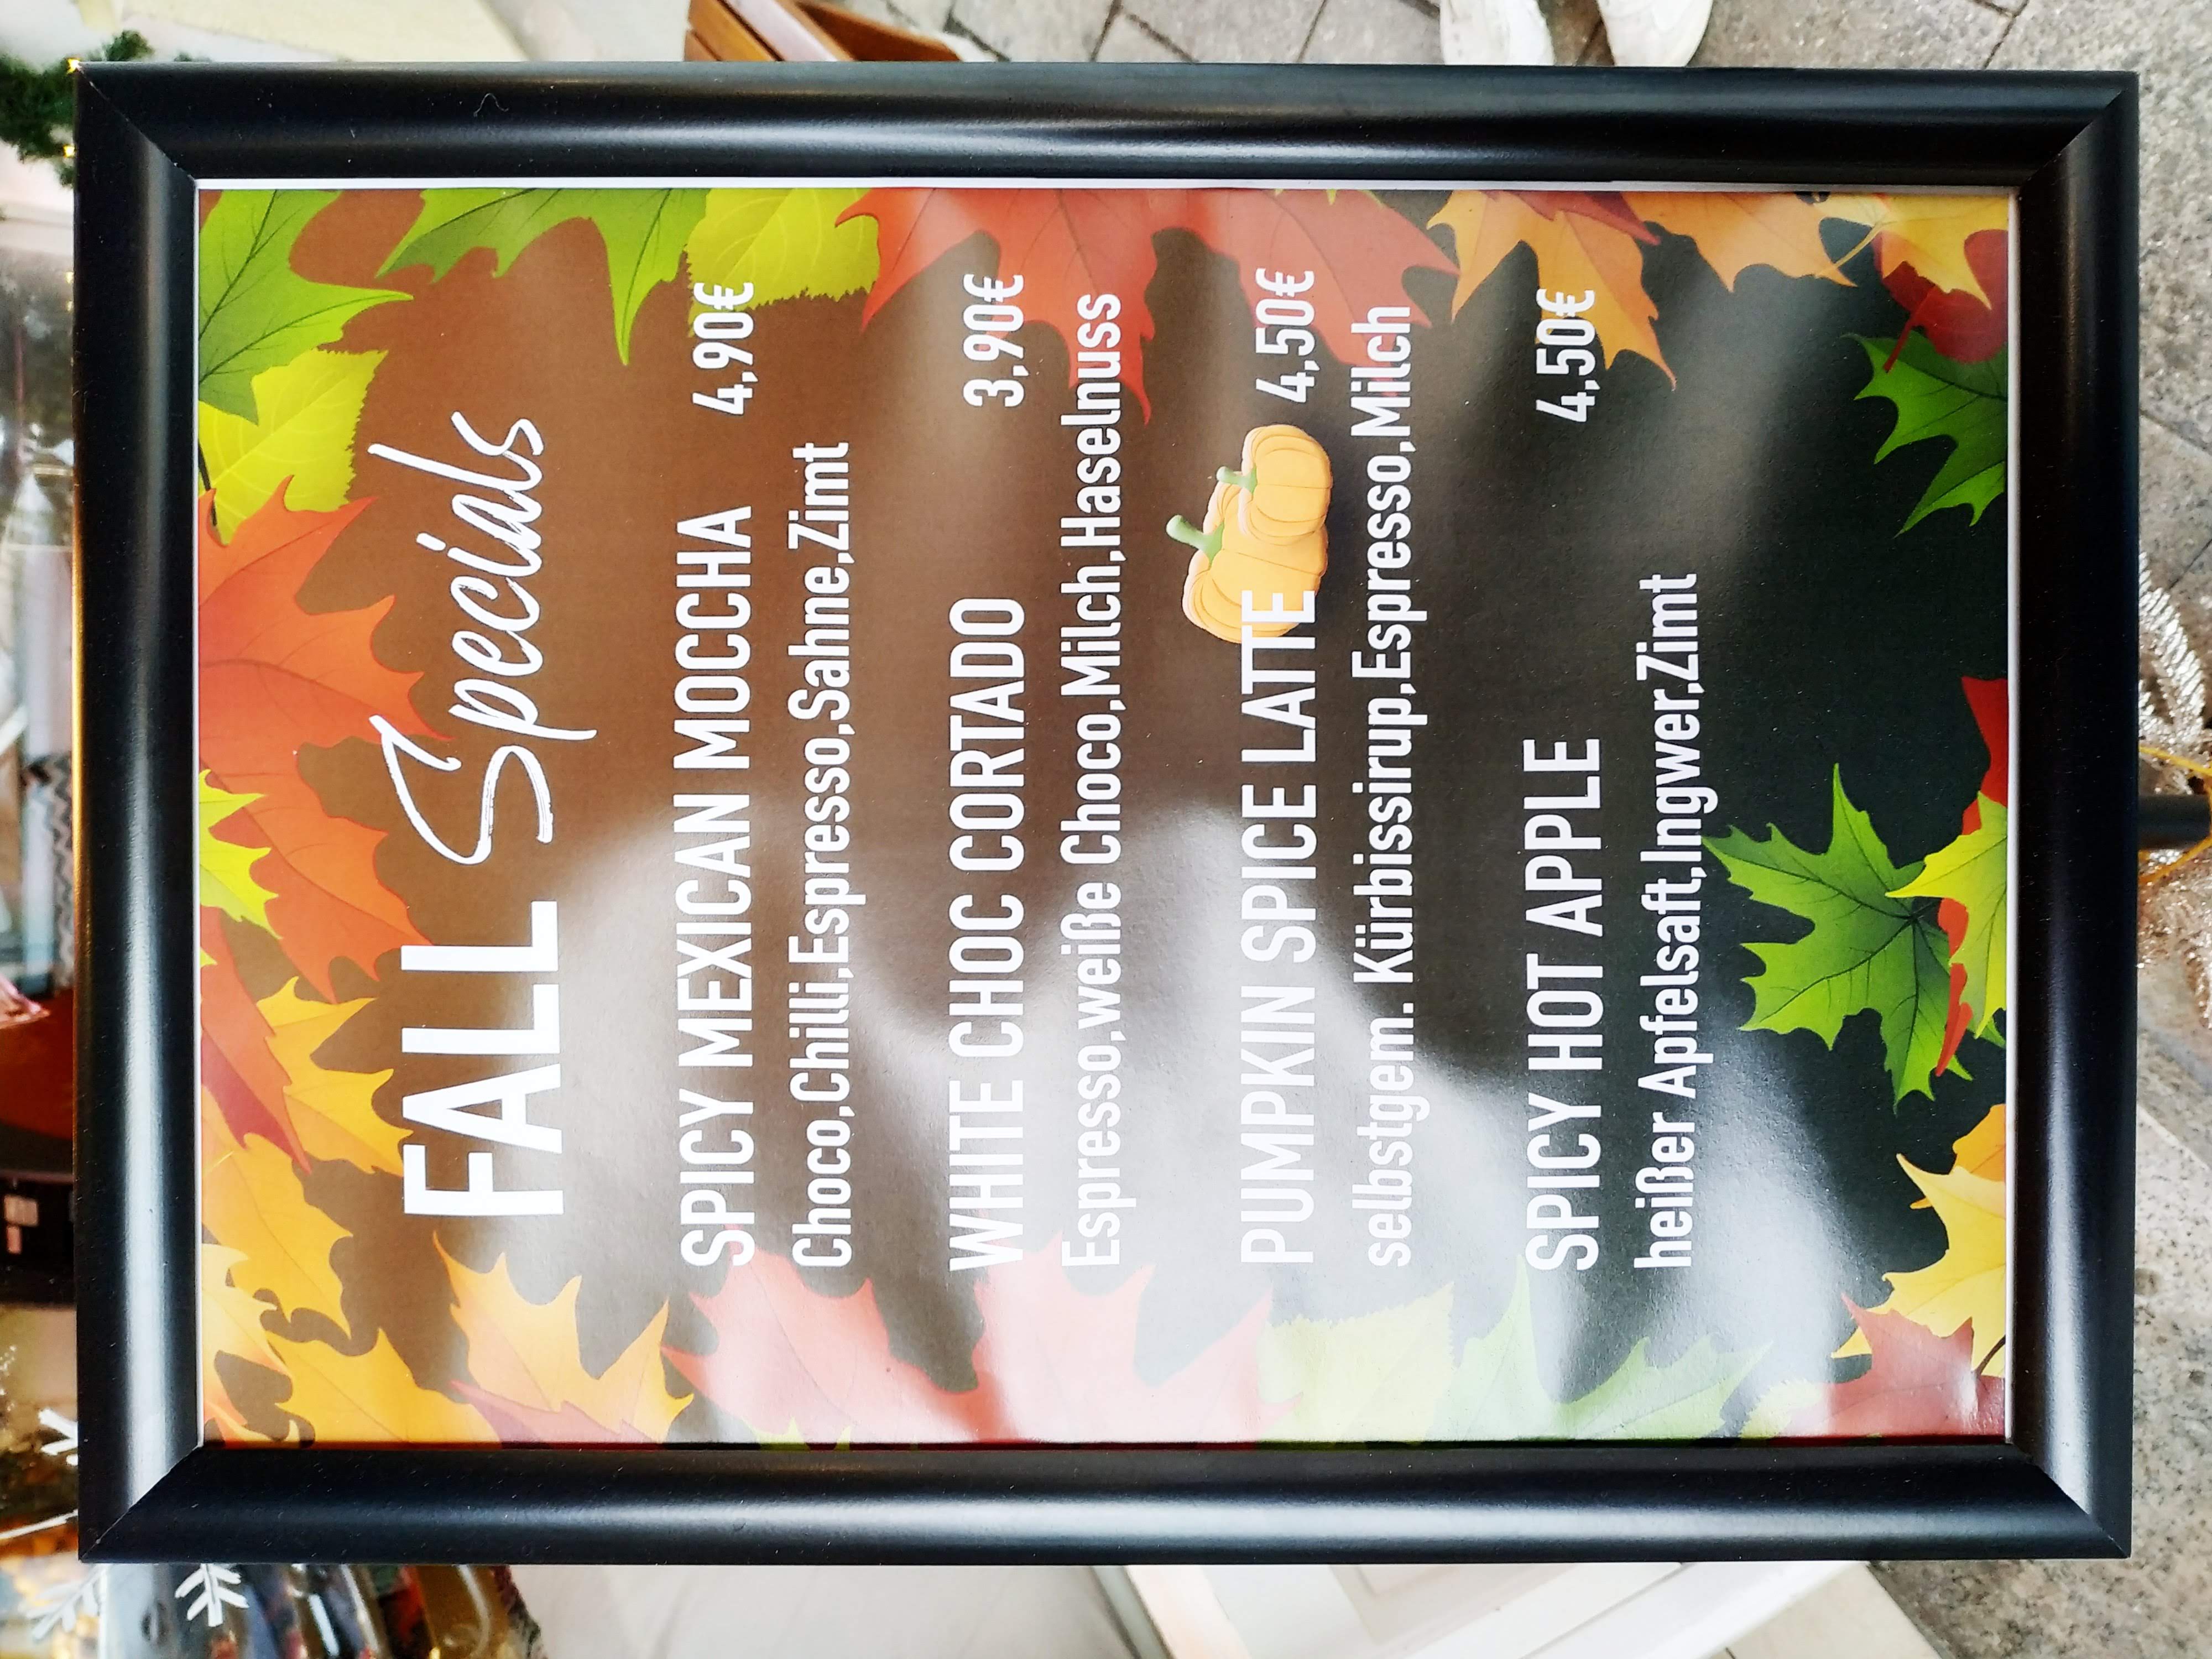 FALL Specials
SPICY MEXICAN MOCCHA 4,90€
Choco,Chilli,Espresso,Sahne,Zimt
WHITE CHOC CORTADO 3,90€
Espresso,weiße Choco,Milch,Haselnuss
PUMPKIN SPICE LATTE 4,50€
selbstgem. Kürbissirup,Espresso,Milch
SPICY HOT APPLE 4,50€
heißer Apfelsaft,Ingwer,Zimt